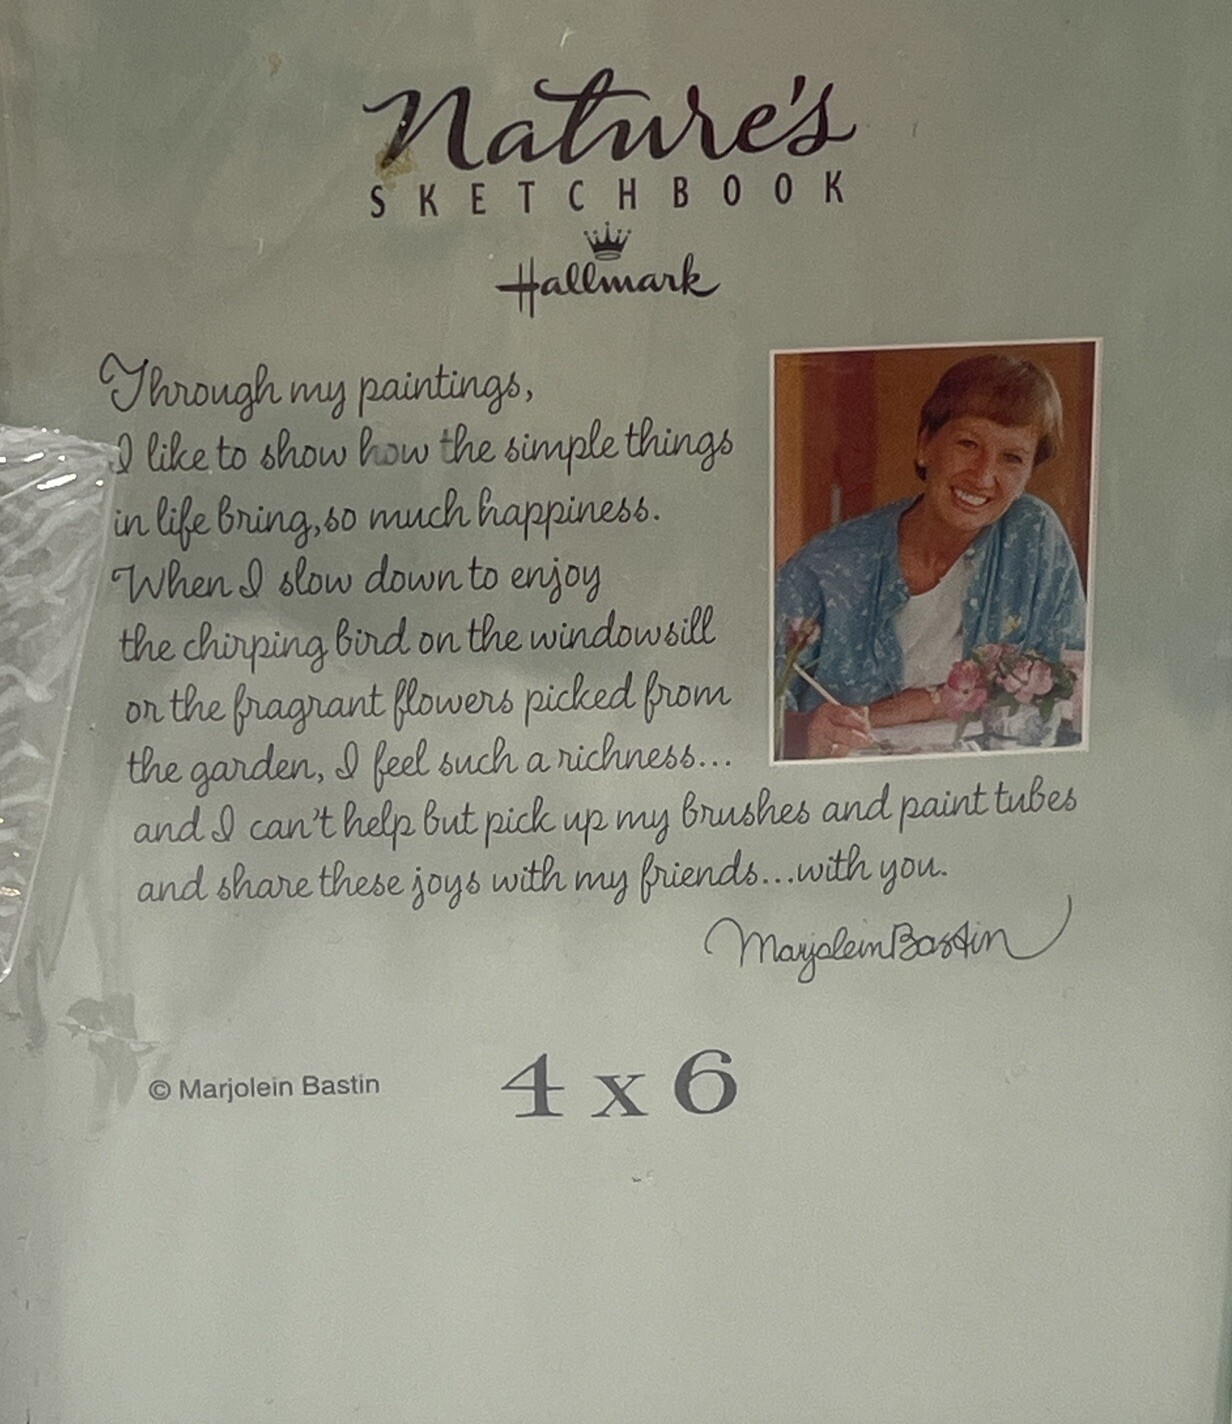 Nature's
SKETCHBOOK
Hallmark
Through my paintings,
I like to show how the simple things
in life bring, so much happiness.
When I slow down to enjoy
the chirping bird on the windowsill
or the fragrant flowers picked from
the garden, I feel such a richness...
and I can't help but pick up my brushes and paint tubes
and share these joys with my friends...with you.
Marjolein Bastin
© Marjolein Bastin
4 x 6